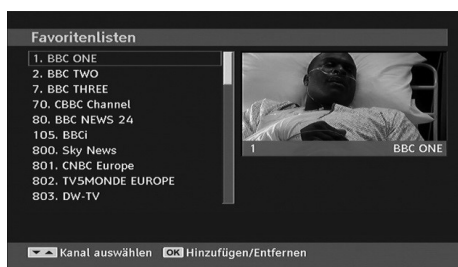 Favoritenlisten
1. BBC ONE
2. BBC TWO
7. BBC THREE
70. CBBC Channel
80. BBC NEWS 24
105. BBCi
800. Sky News
801. CNBC Europe
802. TV5MONDE EUROPE
803. DW-TV
1 BBC ONE
Kanal auswählen OK Hinzufügen/Entfernen